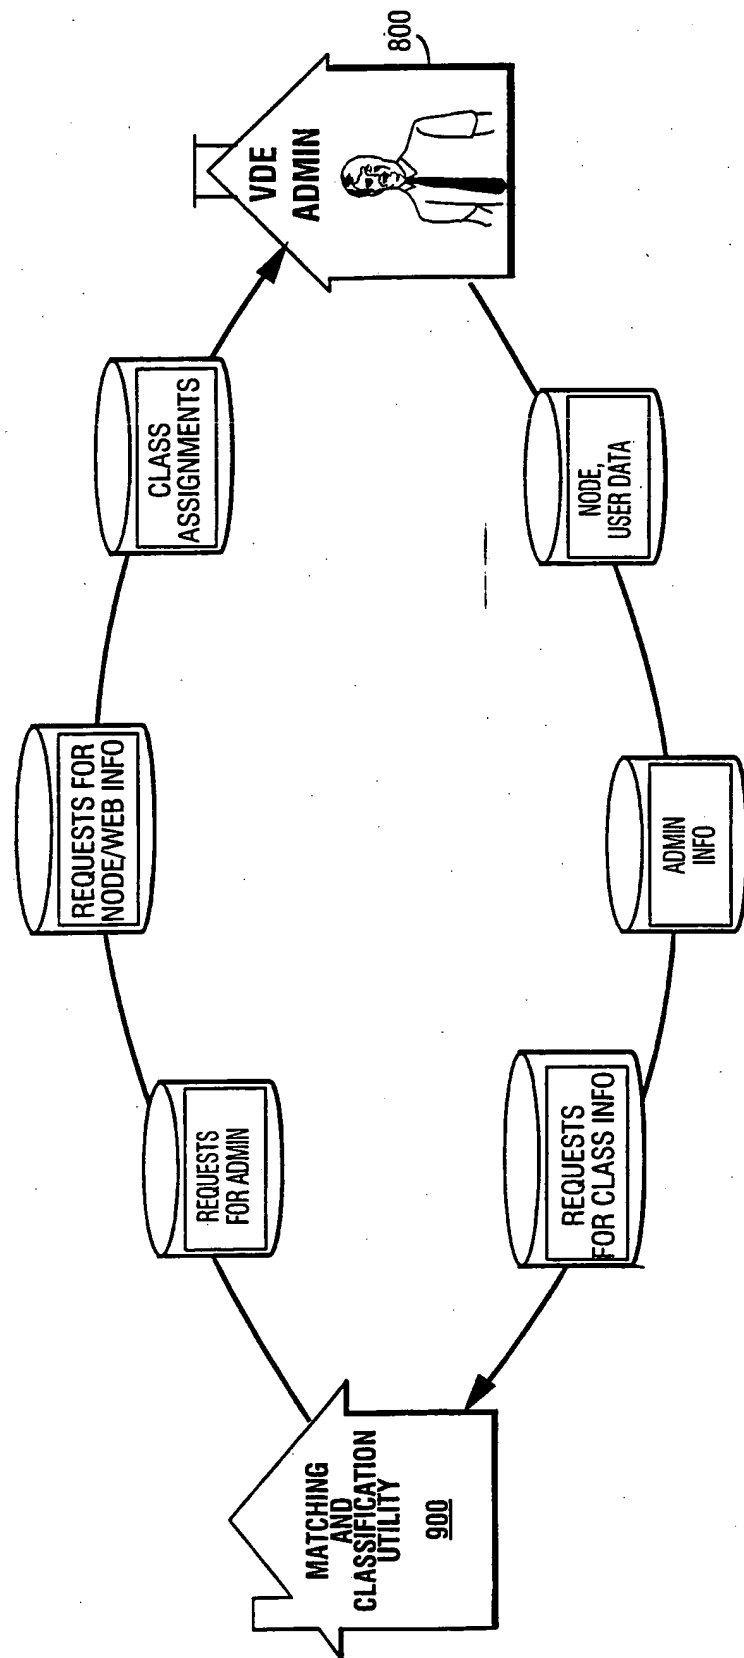 REQUESTS FOR
NODE/WEB INFO
REQUESTS
FOR ADMIN
CLASS
ASSIGNMENTS
MATCHING
AND
CLASSIFICATION
UTILITY
900
VDE
ADMIN
800
REQUESTS
FOR CLASS INFO
NODE,
USER DATA
ADMIN
INFO